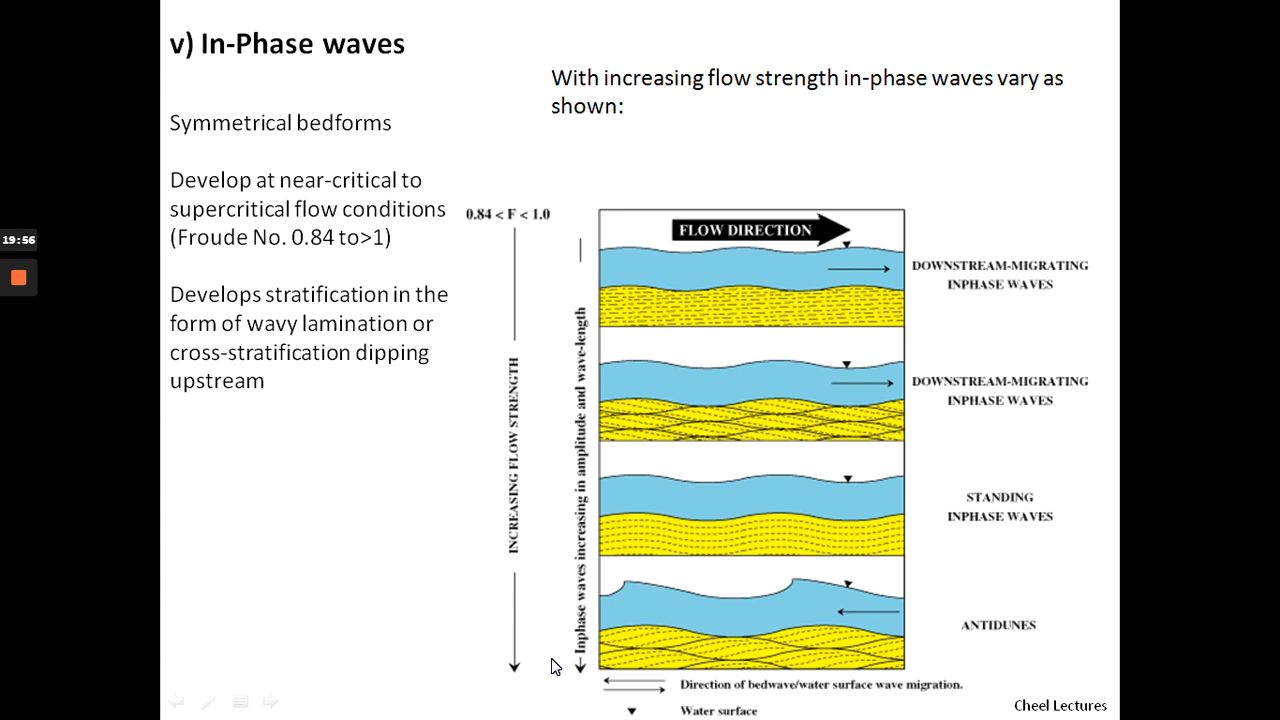 v) In-Phase waves
With increasing flow strength in-phase waves vary as
shown:
Symmetrical bedforms
Develop at near-critical to
supercritical flow conditions
(Froude No. 0.84 to>1)
Develops stratification in the
form of wavy lamination or
cross-stratification dipping
upstream
19:56
0.84 < F < 1.0
INCREASING FLOW STRENGTH
Inphase waves increasing in amplitude and wave-length
FLOW DIRECTION
DOWNSTREAM-MIGRATING
INPHASE WAVES
DOWNSTREAM-MIGRATING
INPHASE WAVES
STANDING
INPHASE WAVES
ANTIDUNES
Direction of bedwave/water surface wave migration.
Water surface
Cheel Lectures